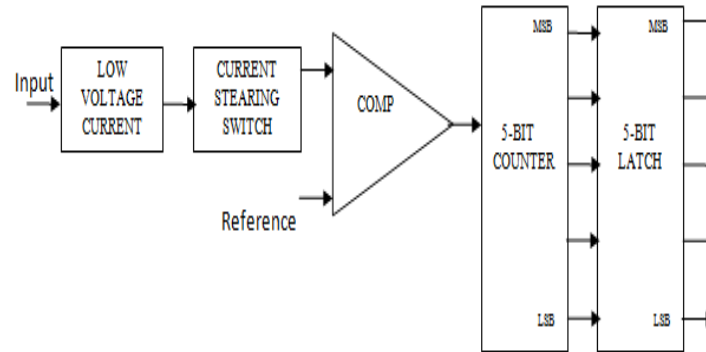 Input
LOW
VOLTAGE
CURRENT
CURRENT
STEARING
SWITCH
COMP
Reference
MSB
5-BIT
COUNTER
LSB
MSB
5-BIT
LATCH
LSB